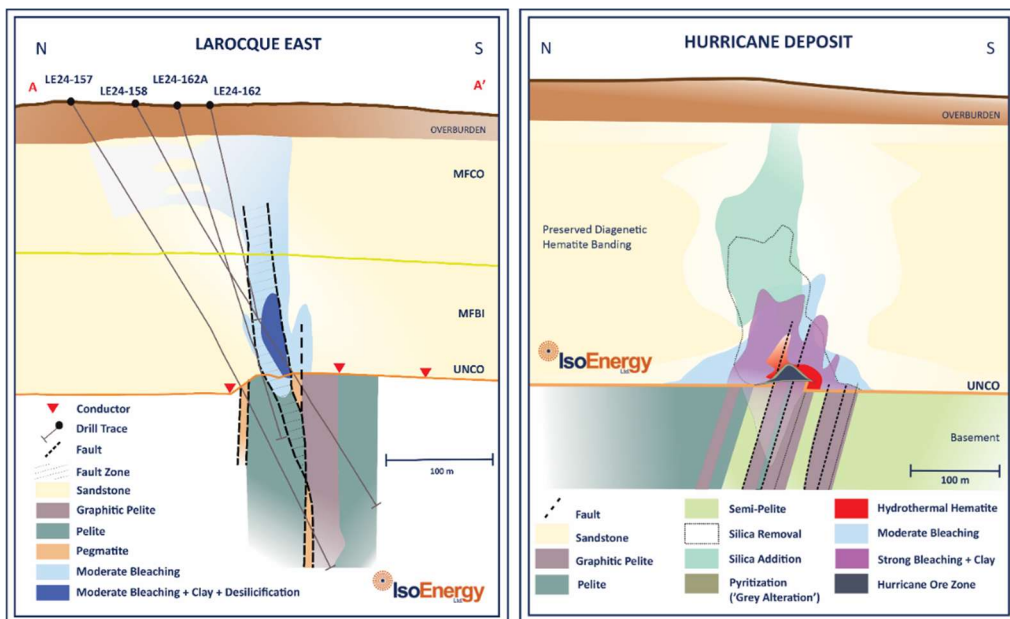 LAROCQUE EAST
N
S
LE24-157
LE24-158
LE24-162A
LE24-162
A
A'
OVERBURDEN
MFCO
MFBI
UNCO
Conductor
Drill Trace
Fault
Fault Zone
Sandstone
Graphitic Pelite
Pelite
Pegmatite
Moderate Bleaching
Moderate Bleaching + Clay + Desilicification
100 m
IsoEnergy
Ltd
HURRICANE DEPOSIT
N
S
OVERBURDEN
Preserved Diagenetic
Hematite Banding
IsoEnergy
Ltd
UNCO
Basement
100 m
Fault
Sandstone
Graphitic Pelite
Pelite
Semi-Pelite
Silica Removal
Silica Addition
Pyritization
('Grey Alteration')
Hydrothermal Hematite
Moderate Bleaching
Strong Bleaching + Clay
Hurricane Ore Zone